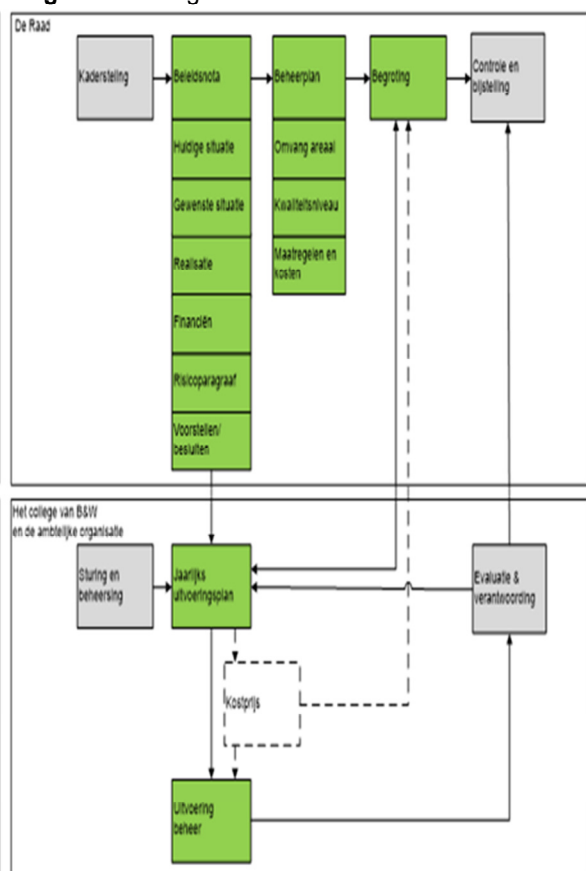 De Raad
Kaderstelling
Beleidsnota
Beheerplan
Begroting
Controle en
bijstelling
Huidige situatie
Gewenste situatie
Realisatie
Financiën
Risicoparagraaf
Voorstellen/
besluiten
Omvang areaal
Kwaliteitsniveau
Maatregelen en
kosten
Het college van B&W
en de ambtelijke organisatie
Sturing en
beheersing
Jaarlijks
uitvoeringsplan
Evaluatie &
verantwoording
Kostprijs
Uitvoering
beheer